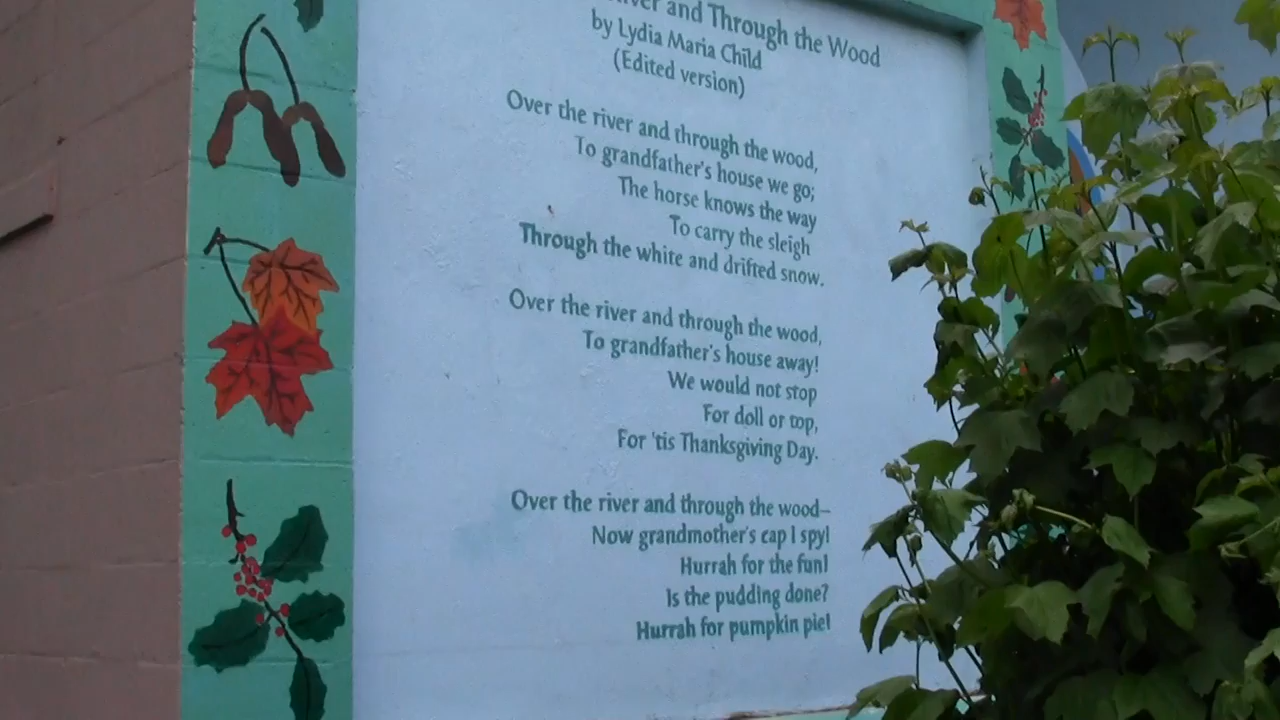 River and Through the Wood
by Lydia Maria Child
(Edited version)
Over the river and through the wood,
To grandfather's house we go;
The horse knows the way
To carry the sleigh
Through the white and drifted snow.
Over the river and through the wood,
To grandfather's house away!
We would not stop
For doll or top,
For 'tis Thanksgiving Day.
Over the river and through the wood–
Now grandmother's cap I spy!
Hurrah for the fun!
Is the pudding done?
Hurrah for pumpkin pie!